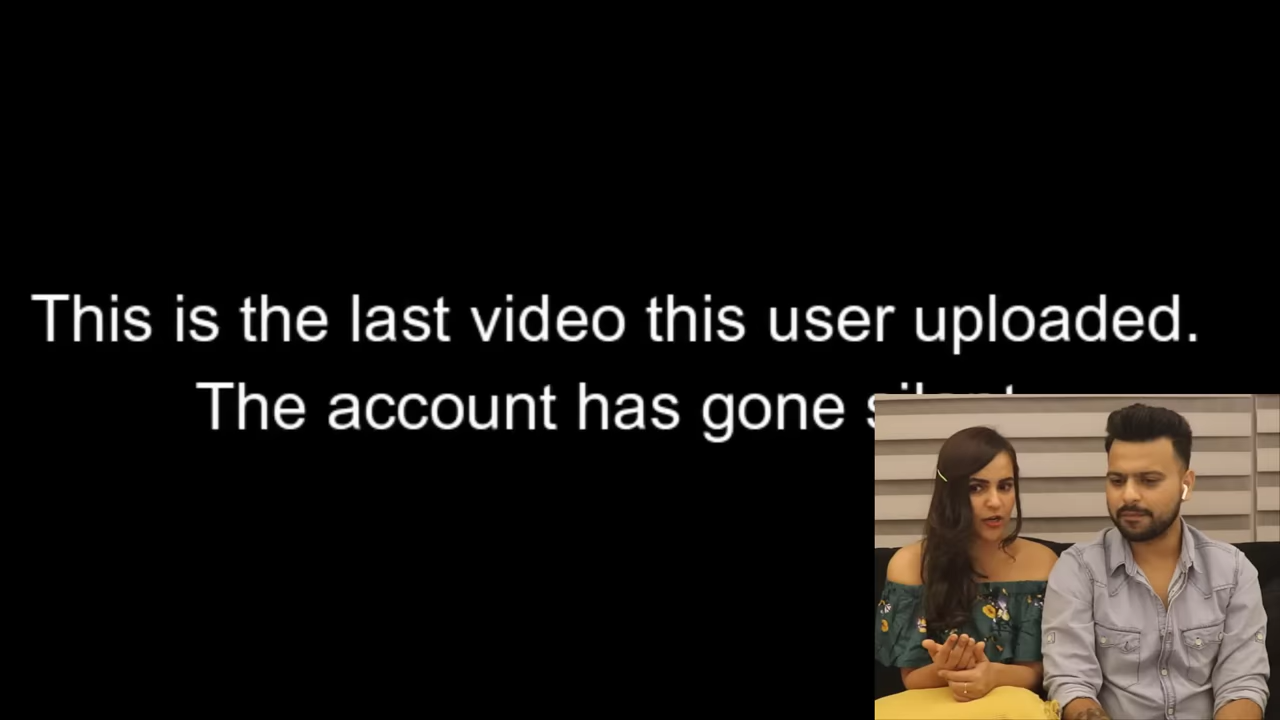 This is the last video this user uploaded.
The account has gone